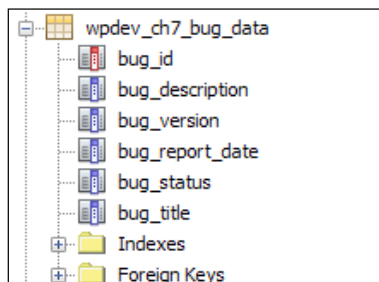 wpdev_ch7_bug_data
bug_id
bug_description
bug_version
bug_report_date
bug_status
bug_title
Indexes
Foreign Keys